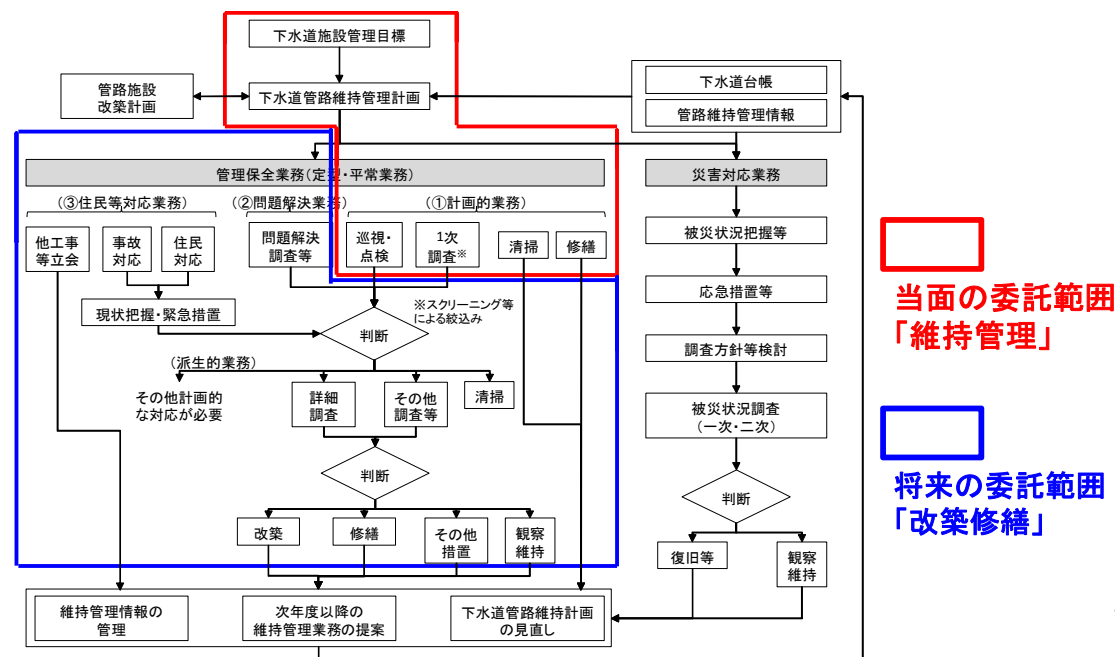 下水道施設管理目標
管路施設
改築計画
下水道管路維持管理計画
下水道台帳
管路維持管理情報
管理保全業務(定型・平常業務)
災害対応業務
(③住民等対応業務)
(②問題解決業務)
(①計画的業務)
他工事
等立会
事故
対応
住民
対応
問題解決
調査等
巡視・
点検
1次
調査※
清掃
修繕
被災状況把握等
現状把握・緊急措置
※スクリーニング等
による絞込み
判断
応急措置等
調査方針等検討
(派生的業務)
その他計画的
な対応が必要
詳細
調査
その他
調査等
清掃
被災状況調査
(一次・二次)
判断
判断
改築
修繕
その他
措置
観察
維持
復旧等
観察
維持
維持管理情報の
管理
次年度以降の
維持管理業務の提案
下水道管路維持計画
の見直し
当面の委託範囲
「維持管理」
将来の委託範囲
「改築修繕」